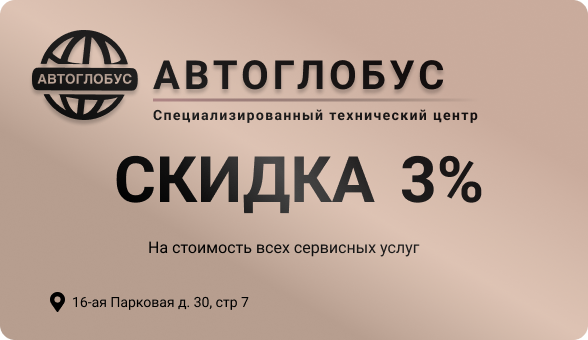 АВТОГЛОБУС
АВТОГЛОБУС
Специализированный технический центр
СКИДКА 3%
На стоимость всех сервисных услуг
16-ая Парковая д. 30, стр 7